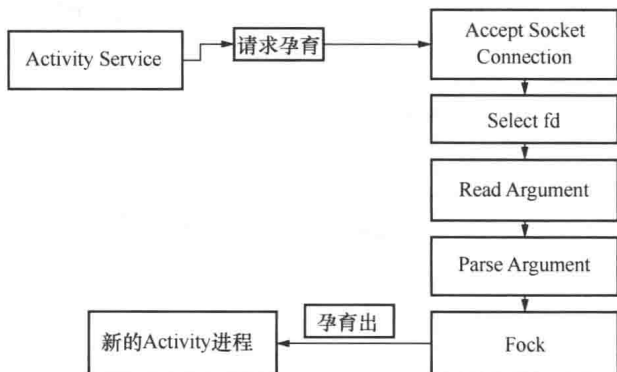 Activity Service
请求孕育
Accept Socket
Connection
Select fd
Read Argument
Parse Argument
孕育出
新的Activity进程
Fock